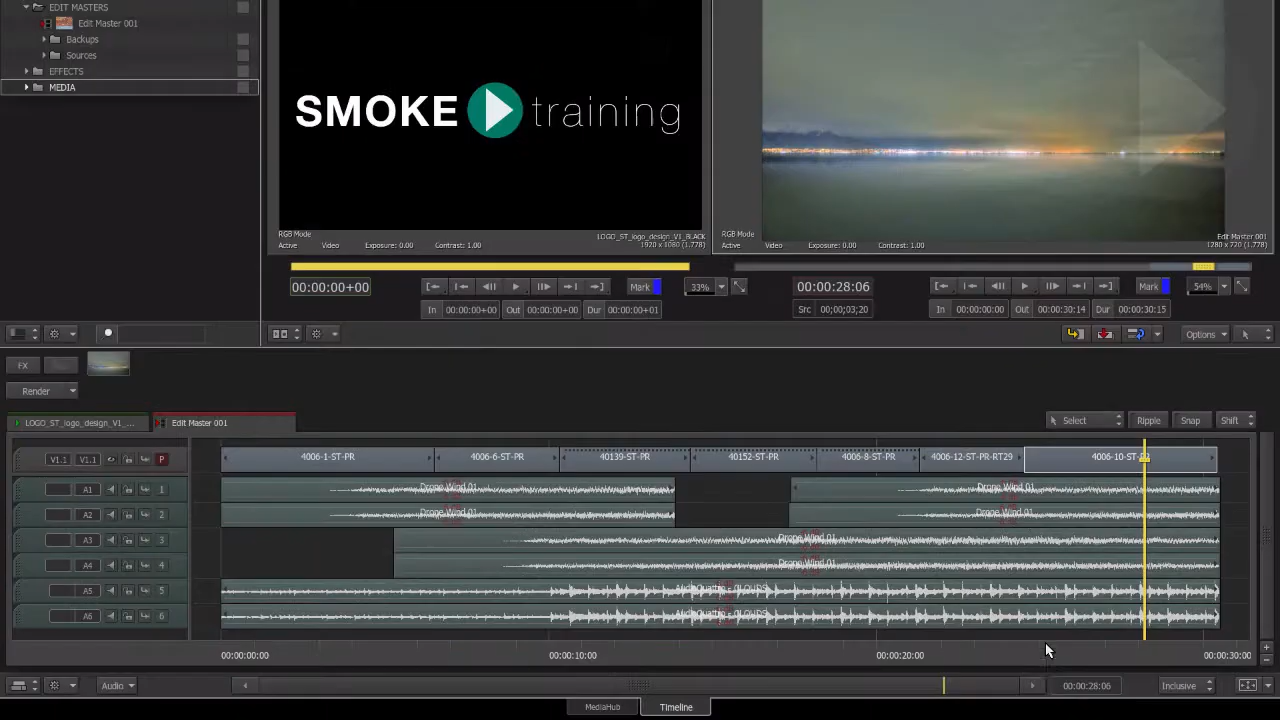 EDIT MASTERS
Edit Master 001
Backups
Sources
EFFECTS
MEDIA
SMOKE training
RGB Mode
LOGO_ST_logo_design_V1_BLACK
Active Video Exposure: 0.00 Contrast: 1.00 1920 x 1080 (1.778)
RGB Mode
Edit Master 001
Active Video Exposure: 0.00 Contrast: 1.00 1280 x 720 (1.778)
00:00:00+00
Mark
33%
00:00:28:06
Mark
54%
In 00:00:00+00 Out 00:00:00+00 Dur 00:00:00+01
Src 00;00;03;20
In 00:00:00:00 Out 00:00:30:14 Dur 00:00:30:15
Options
FX
Render
LOGO_ST_logo_design_V1_...
Edit Master 001
Select Ripple Snap Shift
V1.1 V1.1 P
4006-1-ST-PR 4006-6-ST-PR 40139-ST-PR 40152-ST-PR 4006-8-ST-PR 4006-12-ST-PR-RT29 4006-10-ST-PR
A1 1 Drone Wind 01 Drone Wind 01
A2 2 Drone Wind 01 Drone Wind 01
A3 3 Drone Wind 01
A4 4 Drone Wind 01
A5 5 AudioQuattro - CLOUDS
A6 6 AudioQuattro - CLOUDS
00:00:00:00 00:00:10:00 00:00:20:00 00:00:30:00
Audio
00:00:28:06
Inclusive
MediaHub Timeline